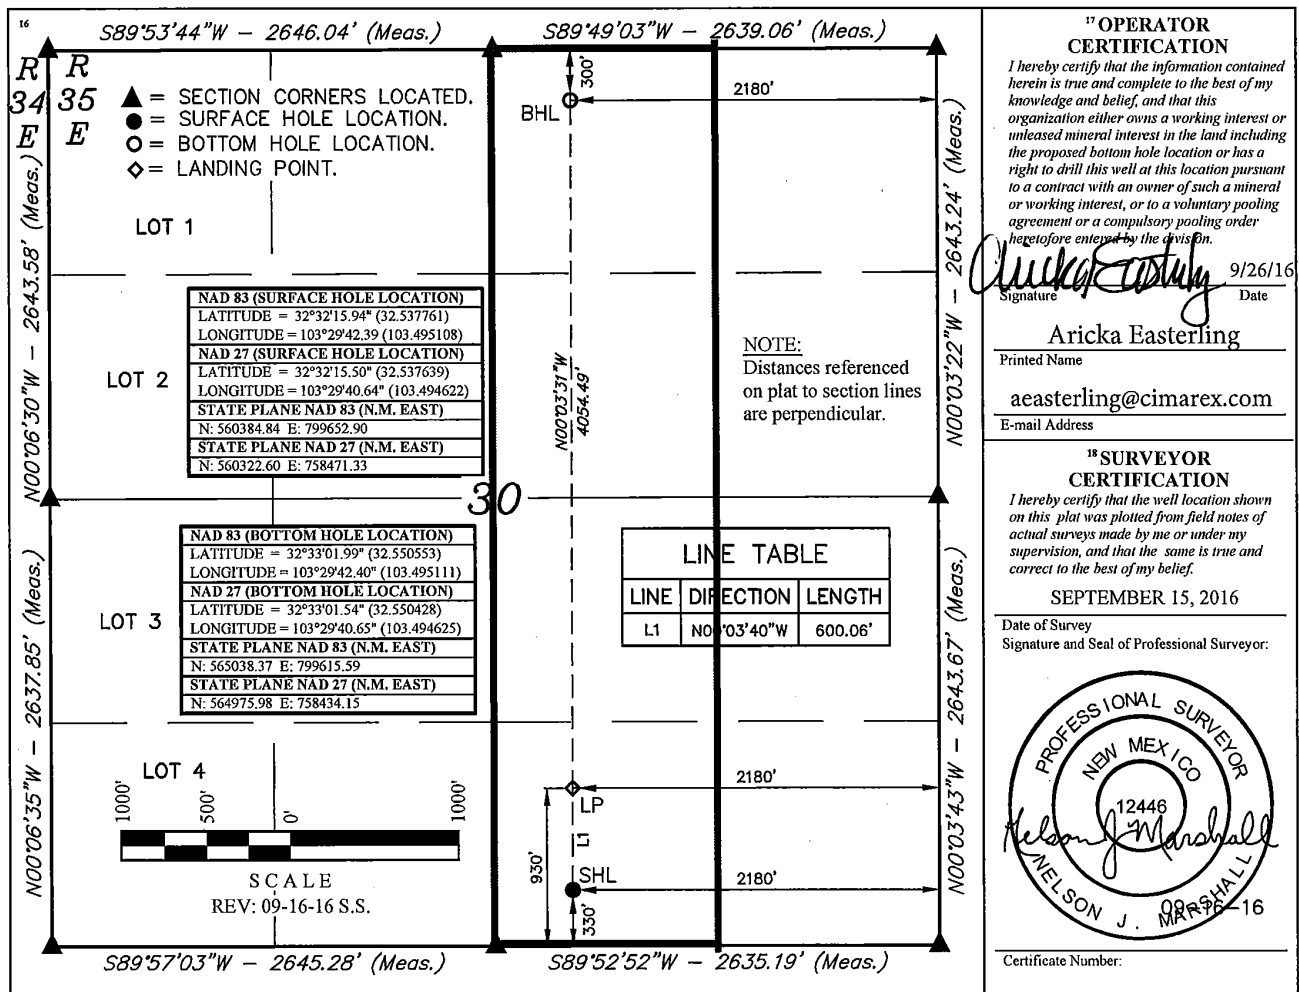 16
S89°53'44"W – 2646.04' (Meas.)
S89°49'03"W – 2639.06' (Meas.)
R R
34 35
E E
▲ = SECTION CORNERS LOCATED.
● = SURFACE HOLE LOCATION.
○ = BOTTOM HOLE LOCATION.
◇ = LANDING POINT.
300'
2180'
BHL
LOT 1
N00°06'30"W – 2643.58' (Meas.)
N00°03'22"W – 2643.24' (Meas.)
NAD 83 (SURFACE HOLE LOCATION)
LATITUDE = 32°32'15.94" (32.537761)
LONGITUDE = 103°29'42.39 (103.495108)
NAD 27 (SURFACE HOLE LOCATION)
LATITUDE = 32°32'15.50" (32.537639)
LONGITUDE = 103°29'40.64" (103.494622)
STATE PLANE NAD 83 (N.M. EAST)
N: 560384.84 E: 799652.90
STATE PLANE NAD 27 (N.M. EAST)
N: 560322.60 E: 758471.33
LOT 2
N00°03'31"W
4054.49'
NOTE:
Distances referenced
on plat to section lines
are perpendicular.
30
NAD 83 (BOTTOM HOLE LOCATION)
LATITUDE = 32°33'01.99" (32.550553)
LONGITUDE = 103°29'42.40" (103.495111)
NAD 27 (BOTTOM HOLE LOCATION)
LATITUDE = 32°33'01.54" (32.550428)
LONGITUDE = 103°29'40.65" (103.494625)
STATE PLANE NAD 83 (N.M. EAST)
N: 565038.37 E: 799615.59
STATE PLANE NAD 27 (N.M. EAST)
N: 564975.98 E: 758434.15
LOT 3
LINE TABLE
LINE DIRECTION LENGTH
L1 N00°03'40"W 600.06'
N00°06'35"W – 2637.85' (Meas.)
N00°03'43"W – 2643.67' (Meas.)
LOT 4
1000' 500' 0' 1000'
SCALE
REV: 09-16-16 S.S.
2180'
LP
L1
930'
SHL
2180'
330'
S89°57'03"W – 2645.28' (Meas.)
S89°52'52"W – 2635.19' (Meas.)
17 OPERATOR
CERTIFICATION
I hereby certify that the information contained
herein is true and complete to the best of my
knowledge and belief, and that this
organization either owns a working interest or
unleased mineral interest in the land including
the proposed bottom hole location or has a
right to drill this well at this location pursuant
to a contract with an owner of such a mineral
or working interest, or to a voluntary pooling
agreement or a compulsory pooling order
heretofore entered by the division.
Aricka Easterling 9/26/16
Signature Date
Aricka Easterling
Printed Name
aeasterling@cimarex.com
E-mail Address
18 SURVEYOR
CERTIFICATION
I hereby certify that the well location shown
on this plat was plotted from field notes of
actual surveys made by me or under my
supervision, and that the same is true and
correct to the best of my belief.
SEPTEMBER 15, 2016
Date of Survey
Signature and Seal of Professional Surveyor:
PROFESSIONAL SURVEYOR
NEW MEXICO
12446
Nelson J Marshall
NELSON J. MARSHALL
09-16-16
Certificate Number: